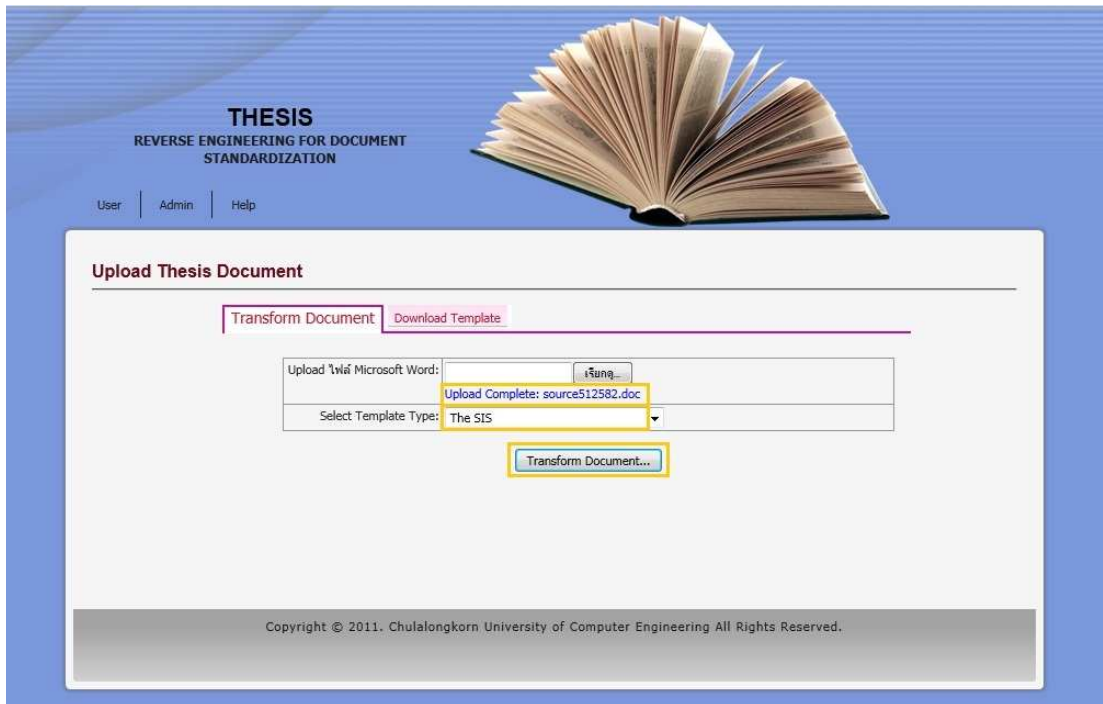 THESIS
REVERSE ENGINEERING FOR DOCUMENT
STANDARDIZATION
User Admin Help
Upload Thesis Document
Transform Document Download Template
Upload ไฟล์ Microsoft Word: เรียกดู...
Upload Complete: source512582.doc
Select Template Type: The SIS
Transform Document...
Copyright © 2011. Chulalongkorn University of Computer Engineering All Rights Reserved.